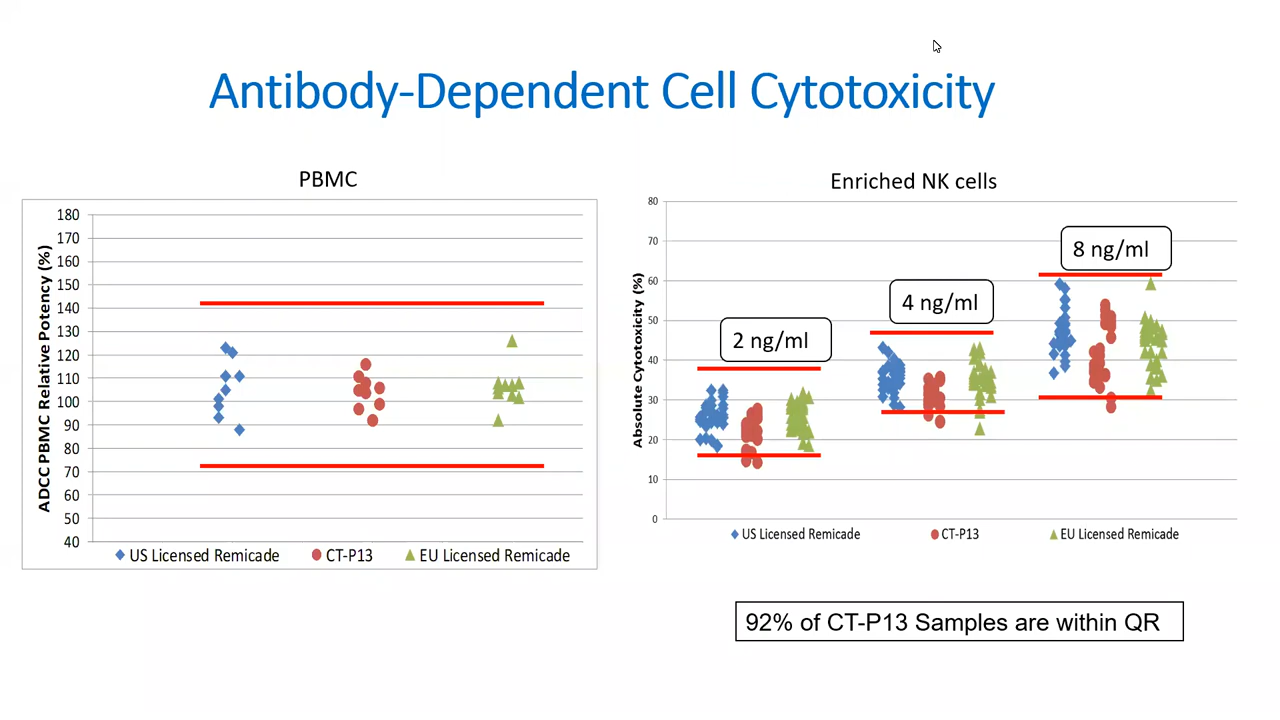 Antibody-Dependent Cell Cytotoxicity
PBMC
ADCC PBMC Relative Potency (%)
180
170
160
150
140
130
120
110
100
90
80
70
60
50
40
US Licensed Remicade
CT-P13
EU Licensed Remicade
Enriched NK cells
Absolute Cytotoxicity (%)
80
70
60
50
40
30
20
10
0
2 ng/ml
4 ng/ml
8 ng/ml
US Licensed Remicade
CT-P13
EU Licensed Remicade
92% of CT-P13 Samples are within QR